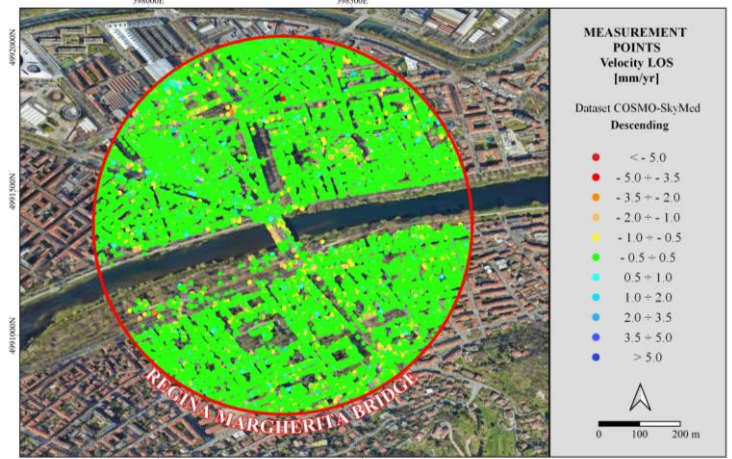 398000E 398500E
4992000N
4991500N
4991000N
REGINA MARGHERITA BRIDGE
MEASUREMENT
POINTS
Velocity LOS
[mm/yr]
Dataset COSMO-SkyMed
Descending
< - 5.0
- 5.0 ÷ - 3.5
- 3.5 ÷ - 2.0
- 2.0 ÷ - 1.0
- 1.0 ÷ - 0.5
- 0.5 ÷ 0.5
0.5 ÷ 1.0
1.0 ÷ 2.0
2.0 ÷ 3.5
3.5 ÷ 5.0
> 5.0
0 100 200 m